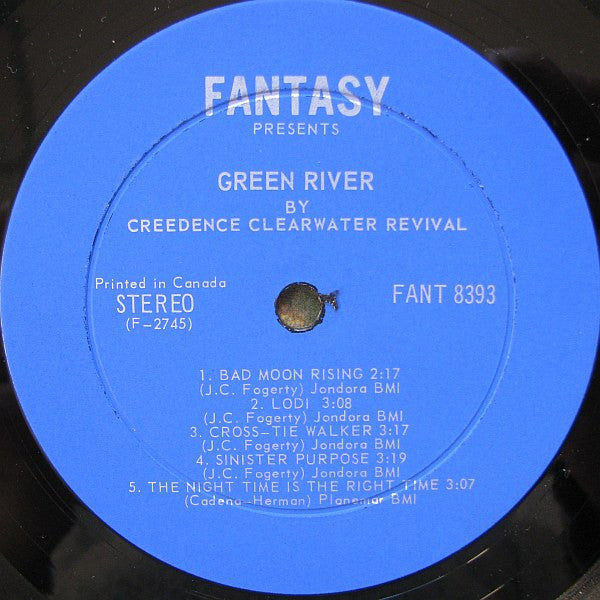 FANTASY
PRESENTS
GREEN RIVER
BY
CREEDENCE CLEARWATER REVIVAL
Printed in Canada
STEREO
(F-2745)
FANT 8393
1. BAD MOON RISING 2:17
(J.C. Fogerty) Jondora BMI
2. LODI 3:08
(J.C. Fogerty) Jondora BMI
3. CROSS-TIE WALKER 3:17
(J.C. Fogerty) Jondora BMI
4. SINISTER PURPOSE 3:19
(J.C. Fogerty) Jondora BMI
5. THE NIGHT TIME IS THE RIGHT TIME 3:07
(Cadena-Herman) Planemar BMI